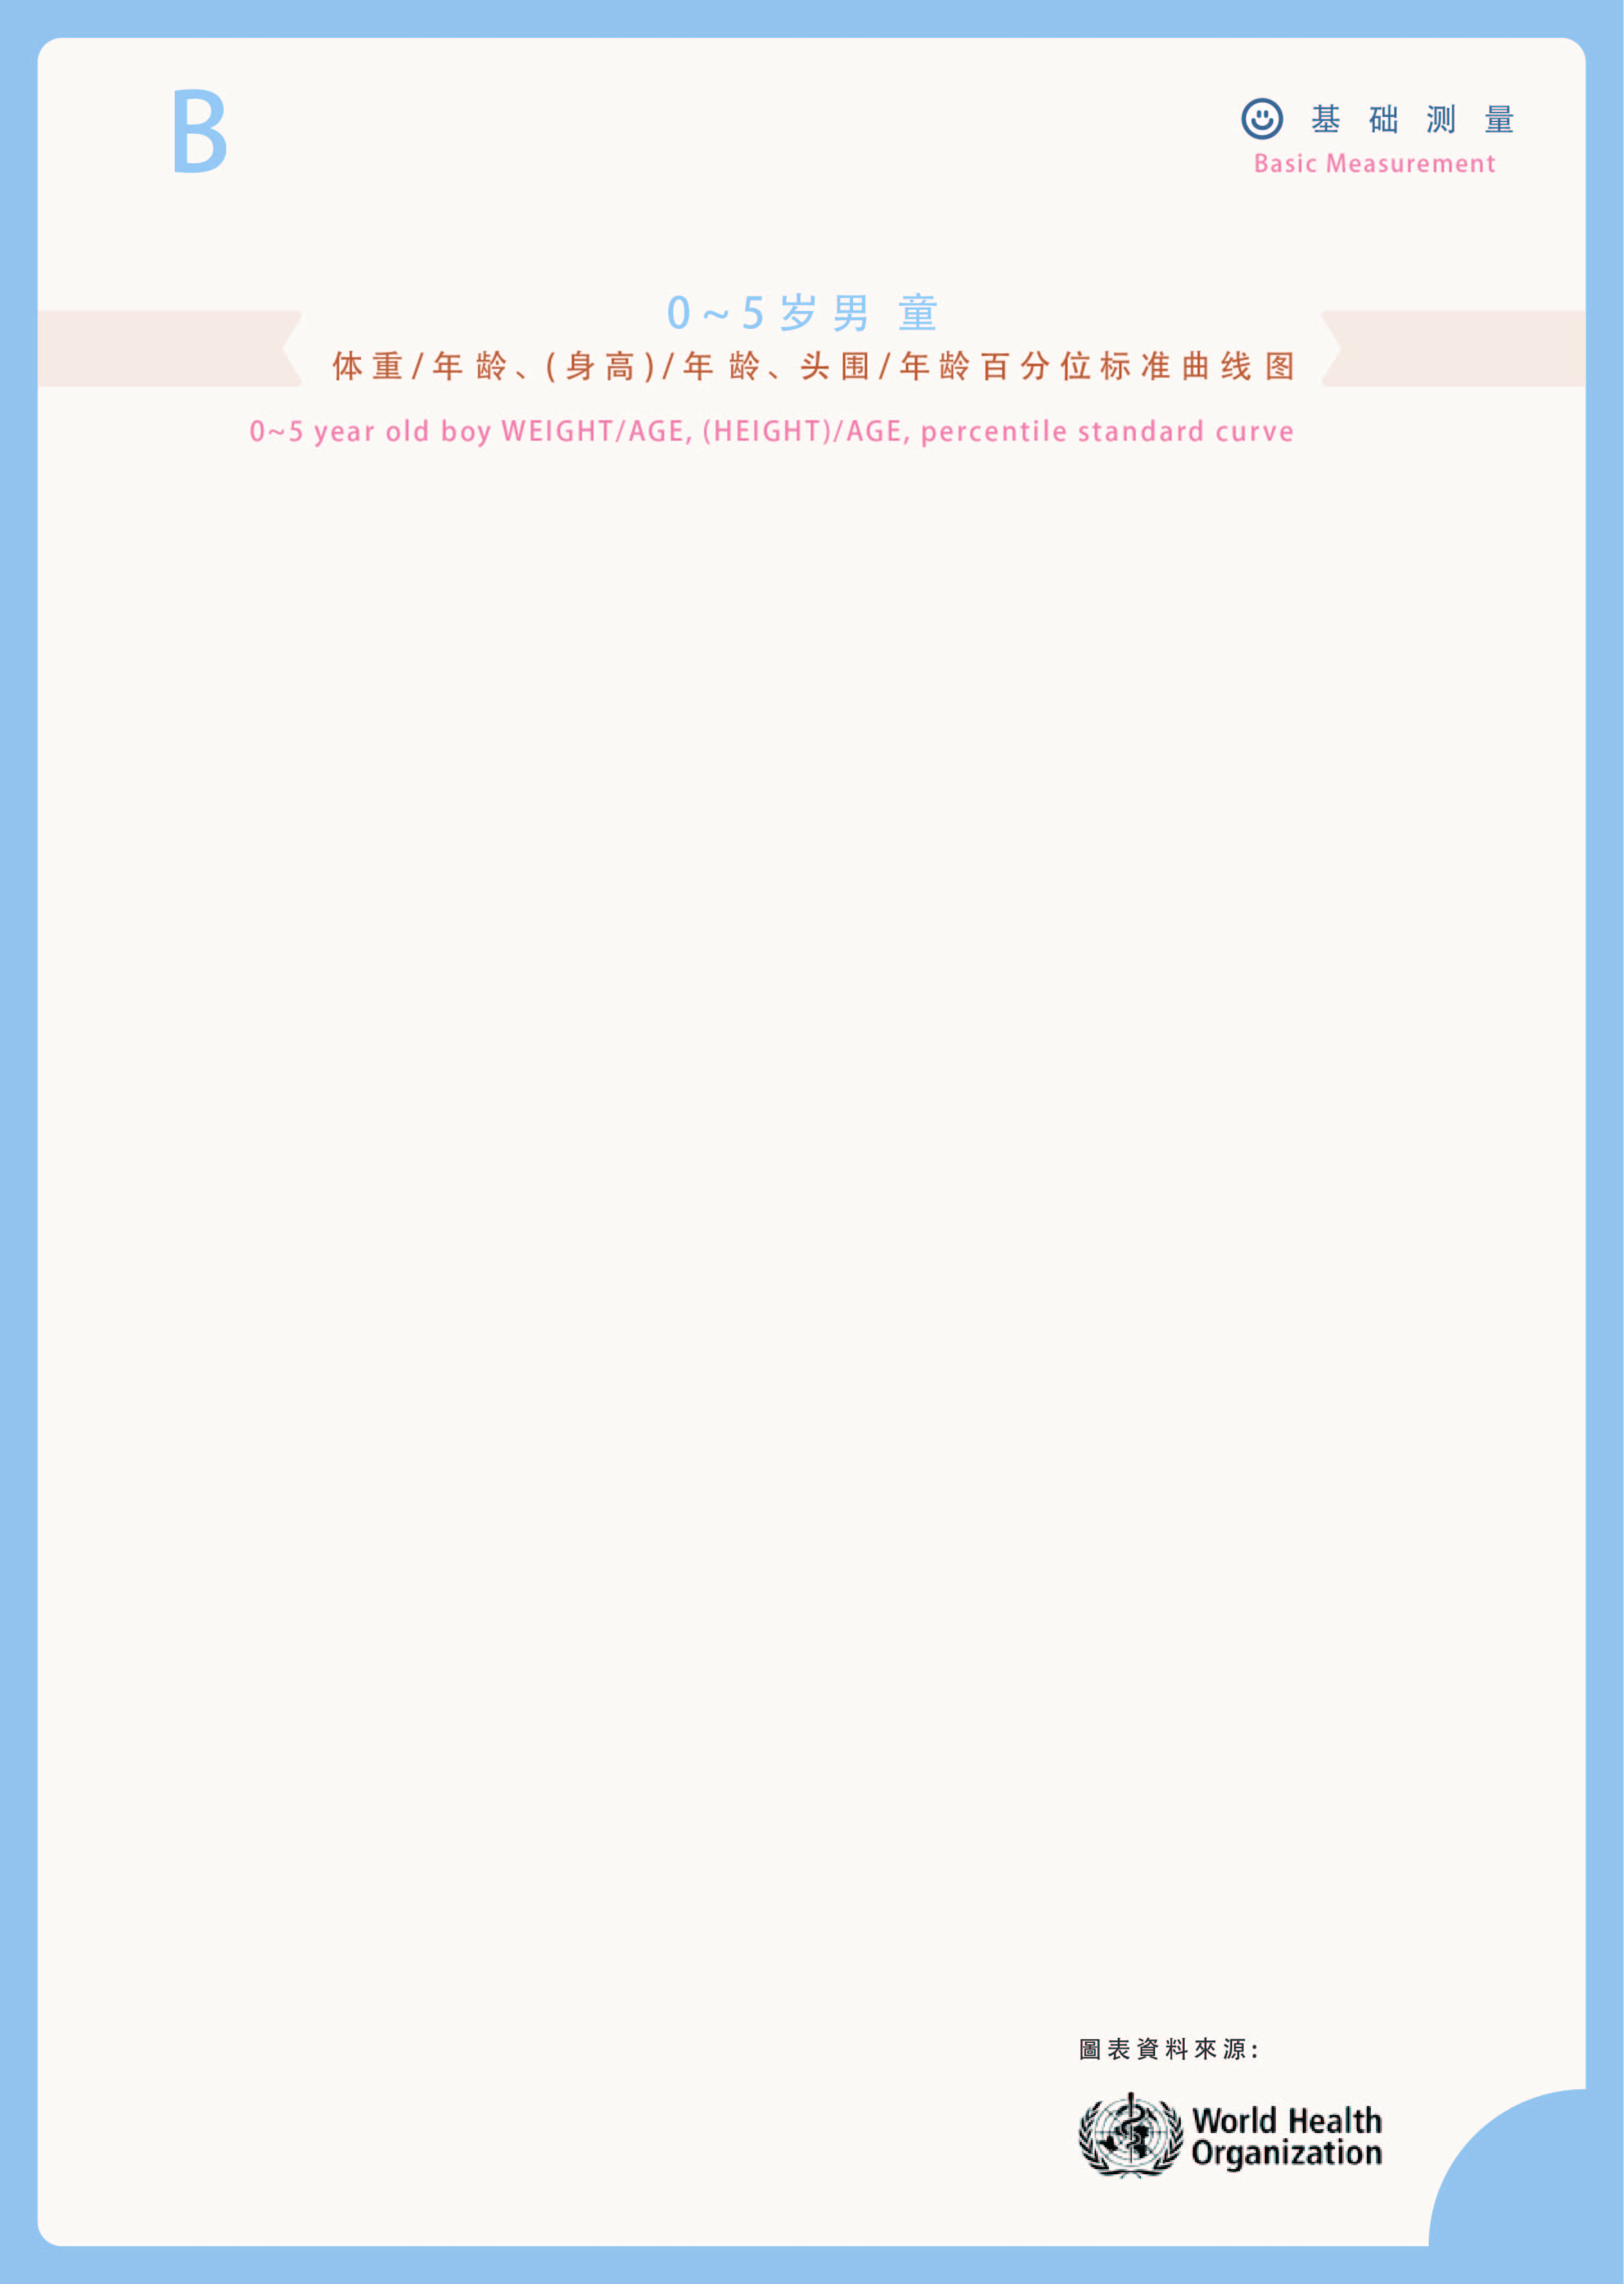 B
基础测量
Basic Measurement
0~5岁男童
体重/年龄、(身高)/年龄、头围/年龄百分位标准曲线图
0~5 year old boy WEIGHT/AGE, (HEIGHT)/AGE, percentile standard curve
圖表資料來源:
World Health
Organization